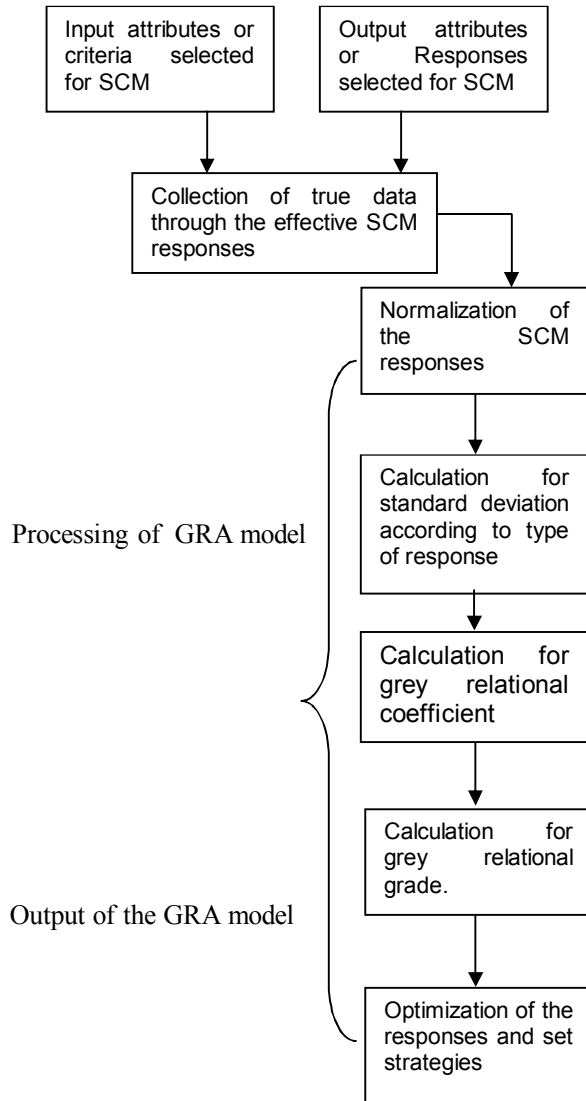 Input attributes or
criteria selected
for SCM
Output attributes
or Responses
selected for SCM
Collection of true data
through the effective SCM
responses
Normalization of
the SCM
responses
Calculation for
standard deviation
according to type
of response
Processing of GRA model
Calculation for
grey relational
coefficient
Calculation for
grey relational
grade.
Output of the GRA model
Optimization of the
responses and set
strategies